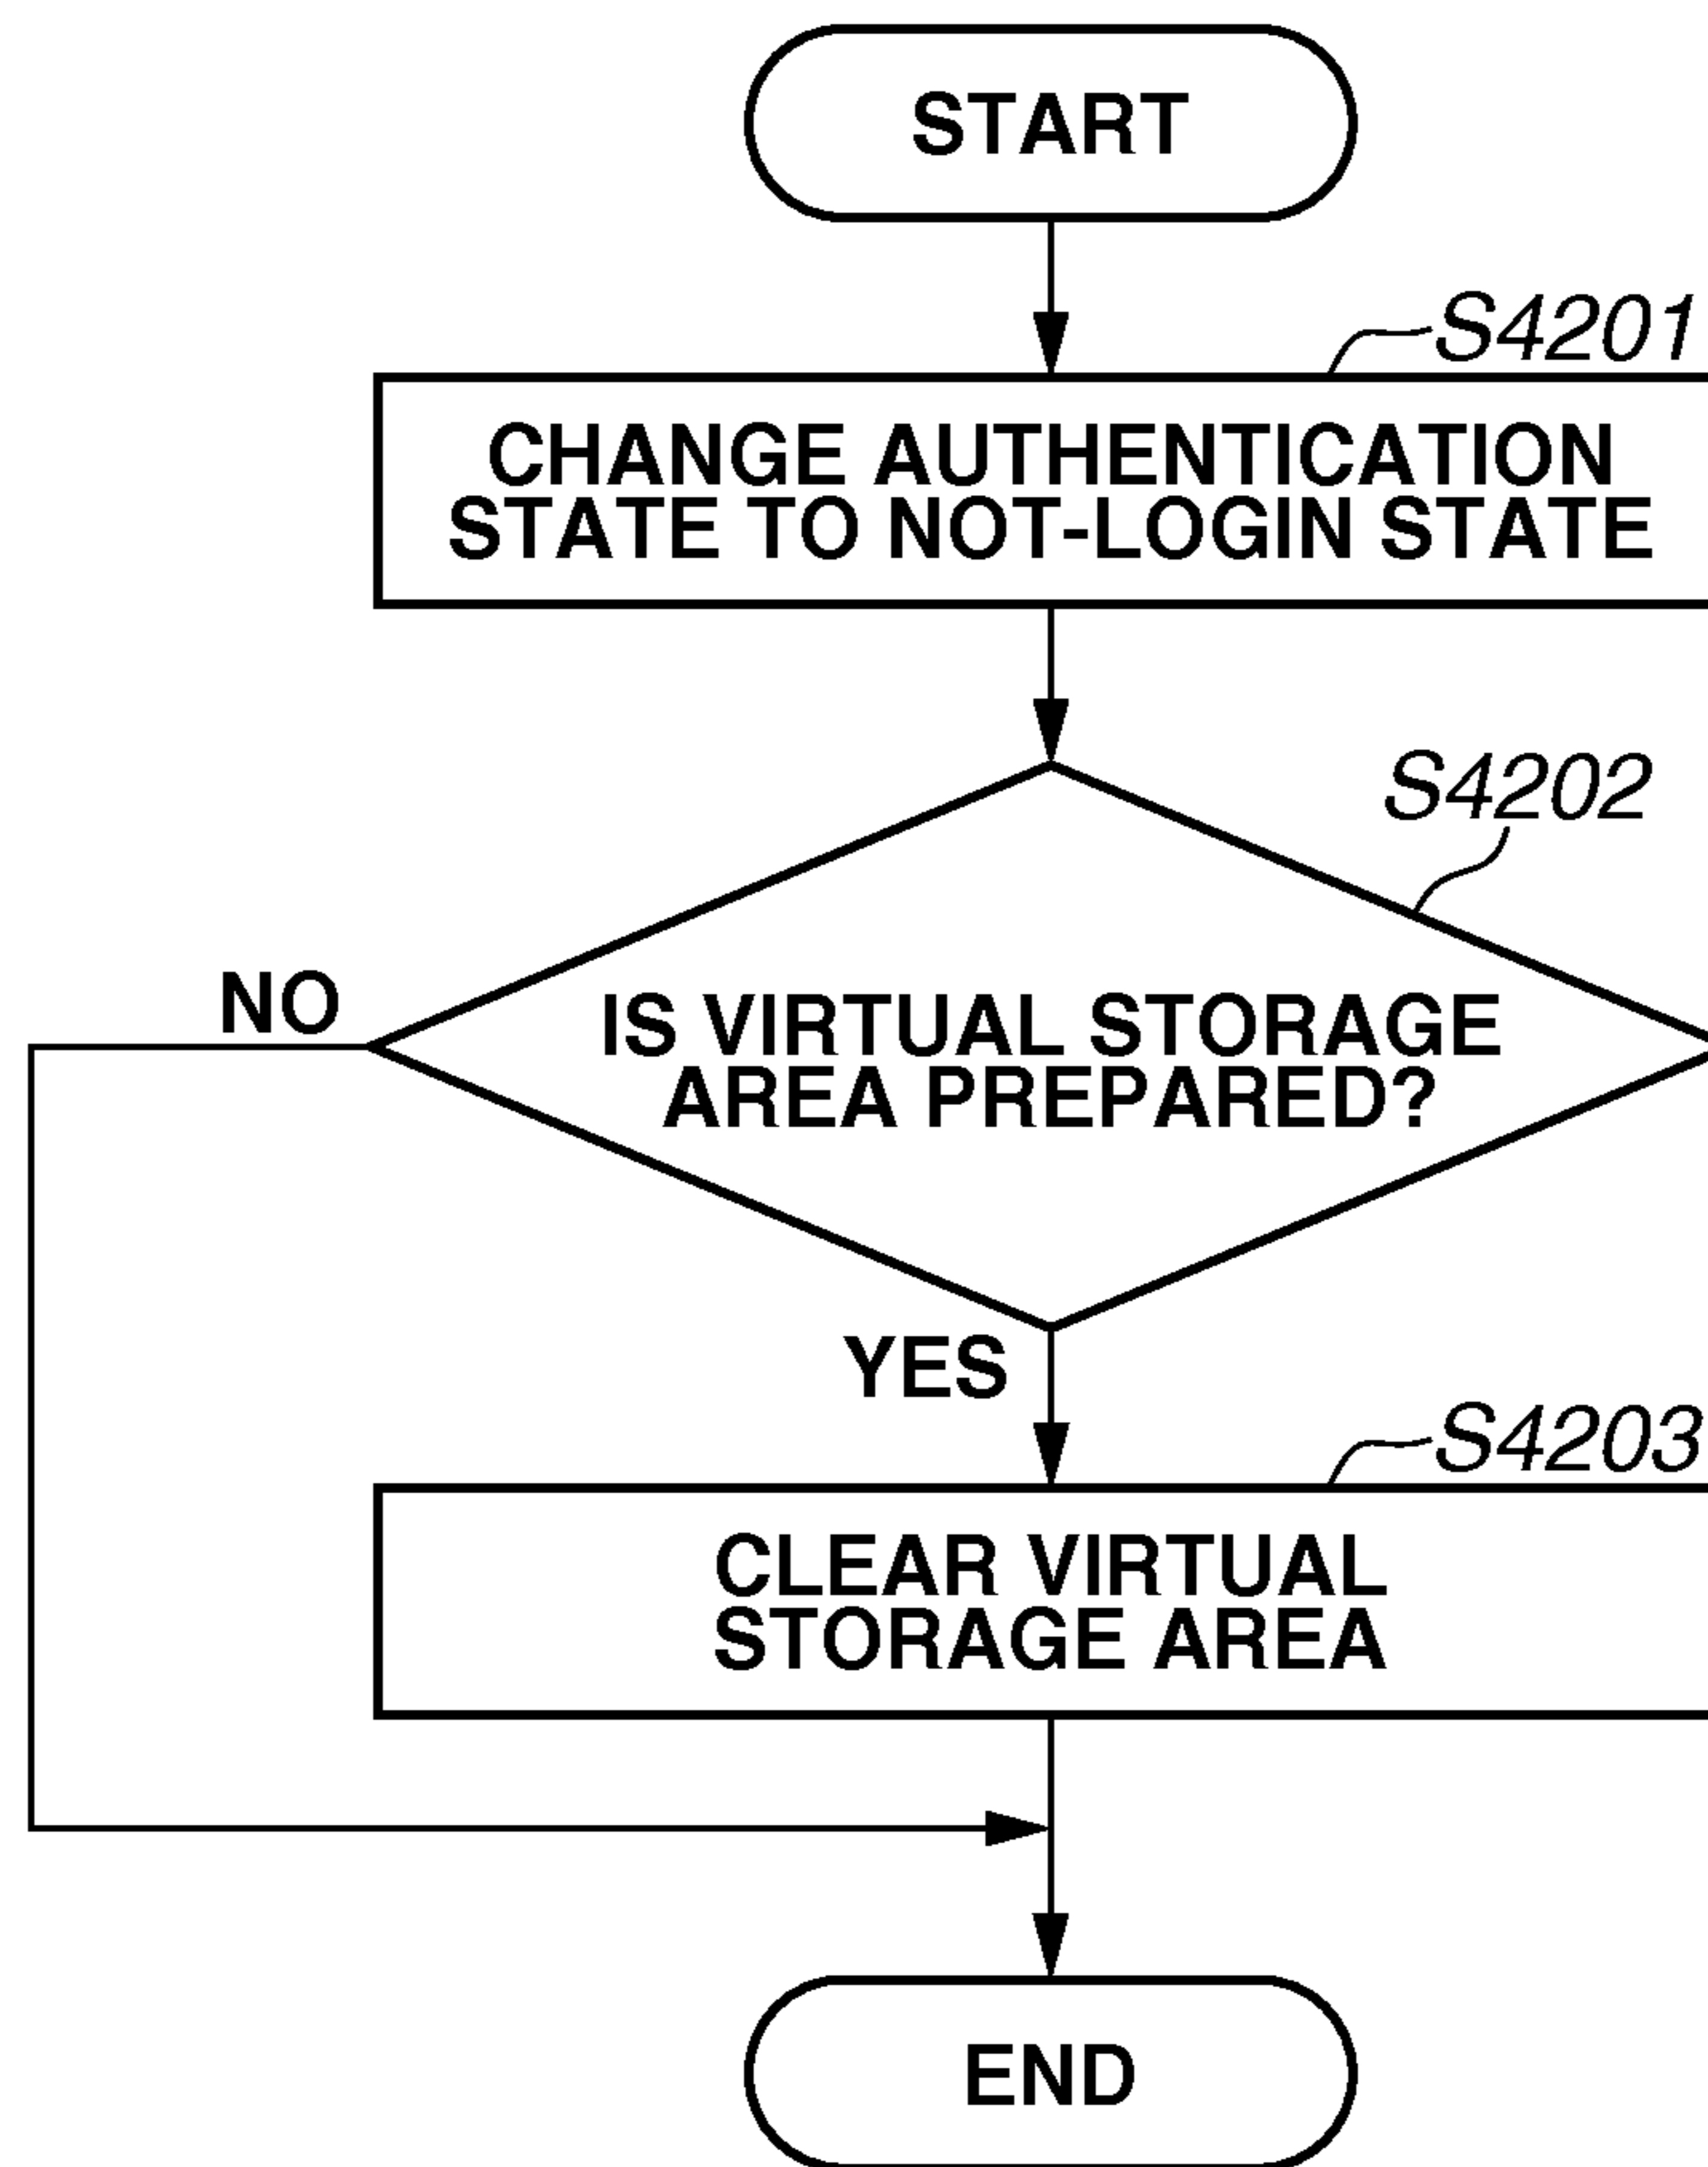 START
S4201
CHANGE AUTHENTICATION
STATE TO NOT-LOGIN STATE
S4202
NO
IS VIRTUAL STORAGE
AREA PREPARED?
YES
S4203
CLEAR VIRTUAL
STORAGE AREA
END